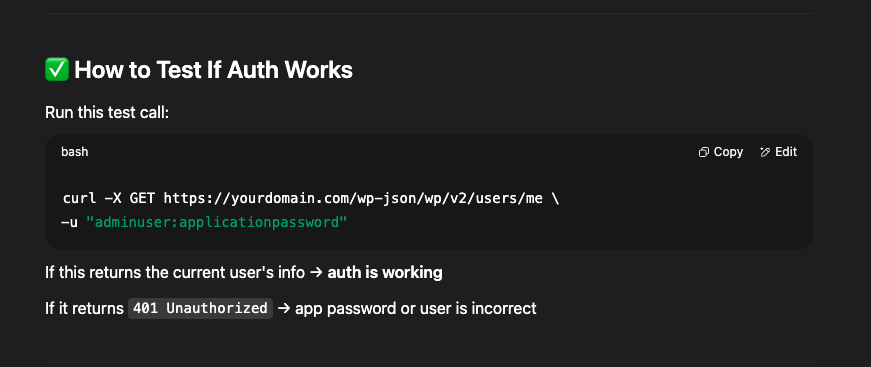 ✅ How to Test If Auth Works
Run this test call:
bash
Copy
Edit
curl -X GET https://yourdomain.com/wp-json/wp/v2/users/me \
-u "adminuser:applicationpassword"
If this returns the current user's info → auth is working
If it returns 401 Unauthorized → app password or user is incorrect